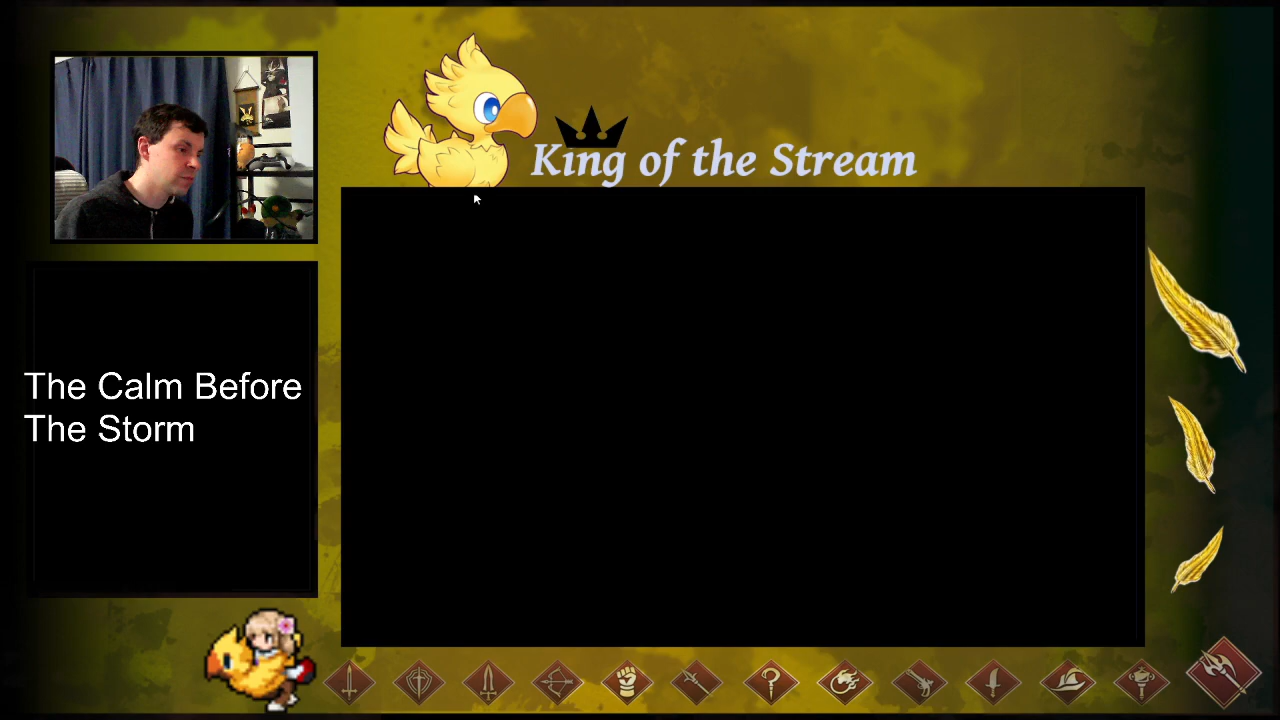 King of the Stream
The Calm Before
The Storm